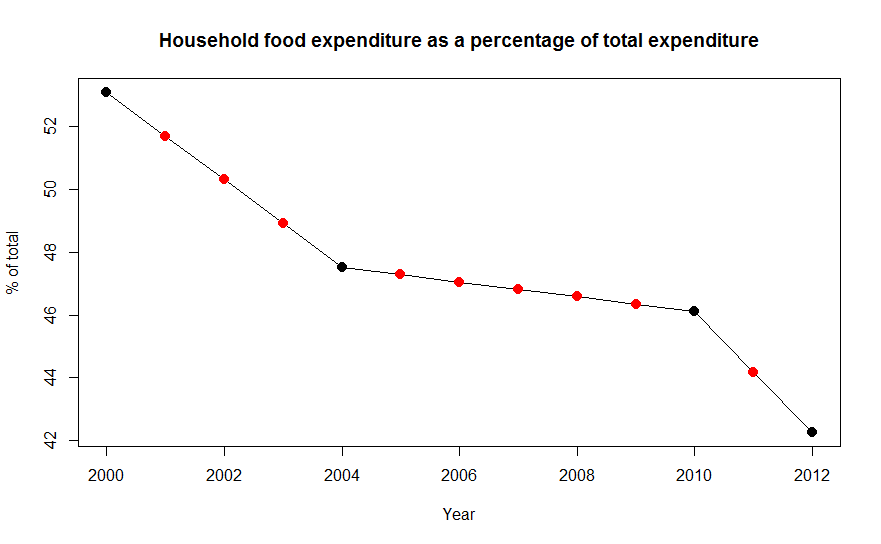 Household food expenditure as a percentage of total expenditure
% of total
52
50
48
46
44
42
2000 2002 2004 2006 2008 2010 2012
Year